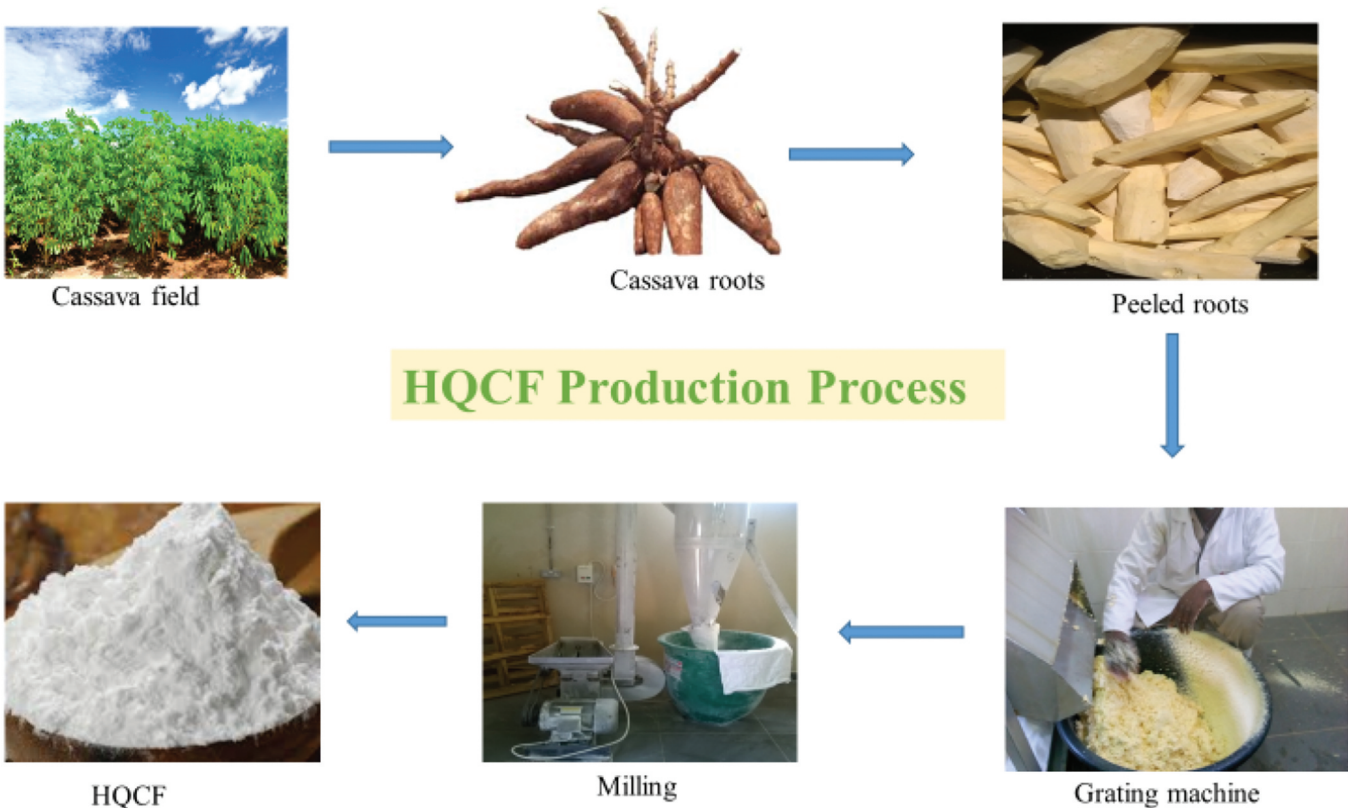 Cassava field
Cassava roots
Peeled roots
HQCF Production Process
HQCF
Milling
Grating machine